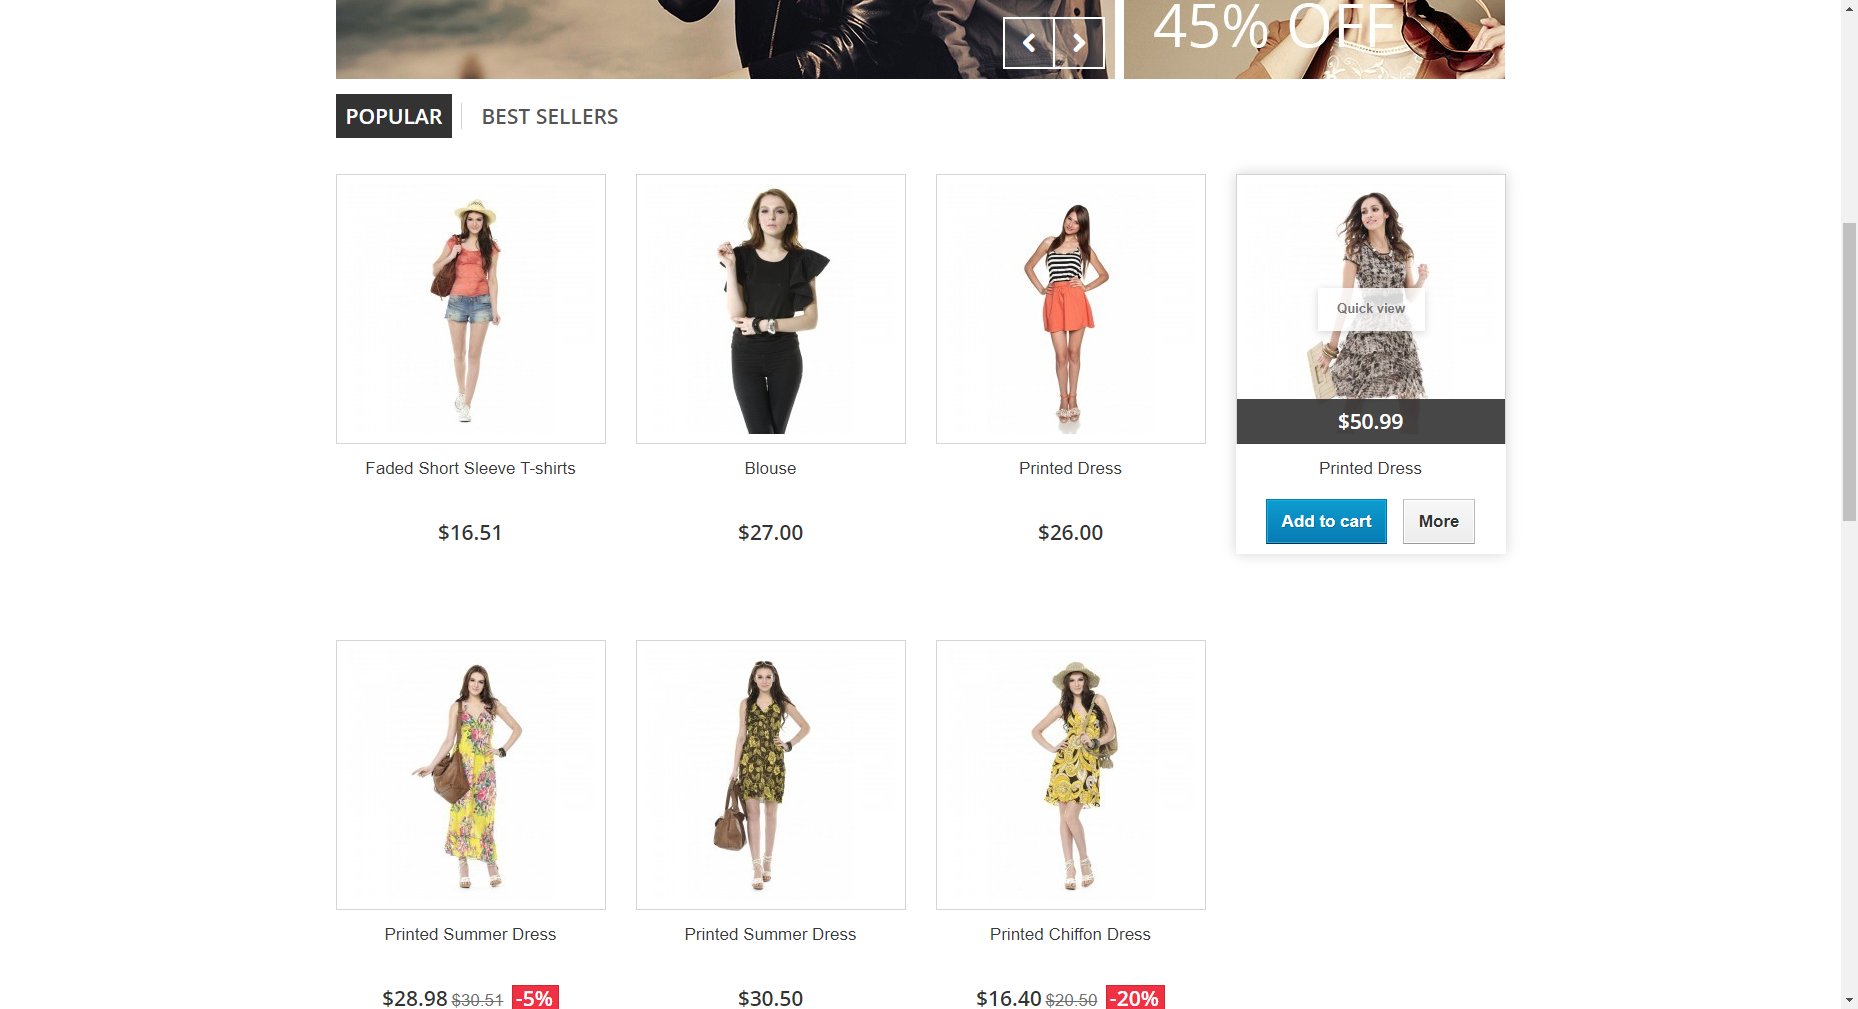 45% OFF
POPULAR
BEST SELLERS
Quick view
$50.99
Faded Short Sleeve T-shirts
Blouse
Printed Dress
Printed Dress
$16.51
$27.00
$26.00
Add to cart
More
Printed Summer Dress
Printed Summer Dress
Printed Chiffon Dress
$28.98 $30.51 -5%
$30.50
$16.40 $20.50 -20%